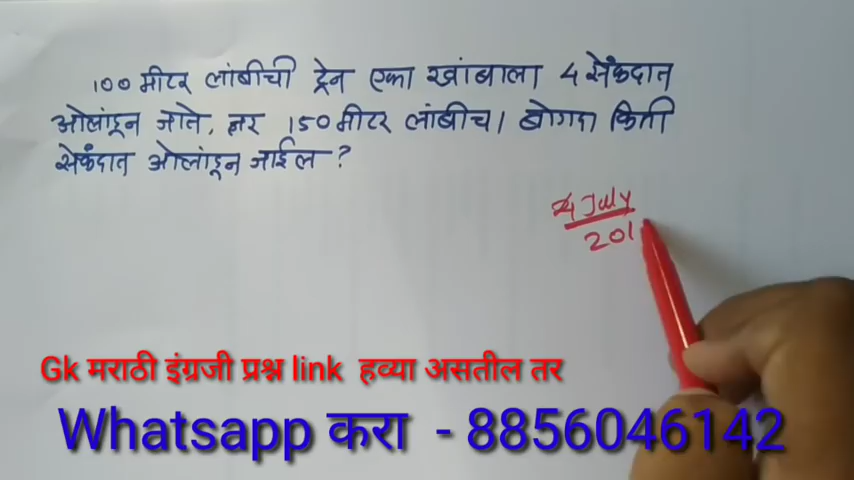 100 मीटर लांबीची ट्रेन एका खांबाला 4 सेकंदात
ओलांडून जाते, तर 150 मीटर लांबीचा बोगदा किती
सेकंदात ओलांडून जाईल ?
4 July
201
Gk मराठी इंग्रजी प्रश्न link हव्या असतील तर
Whatsapp करा - 8856046142